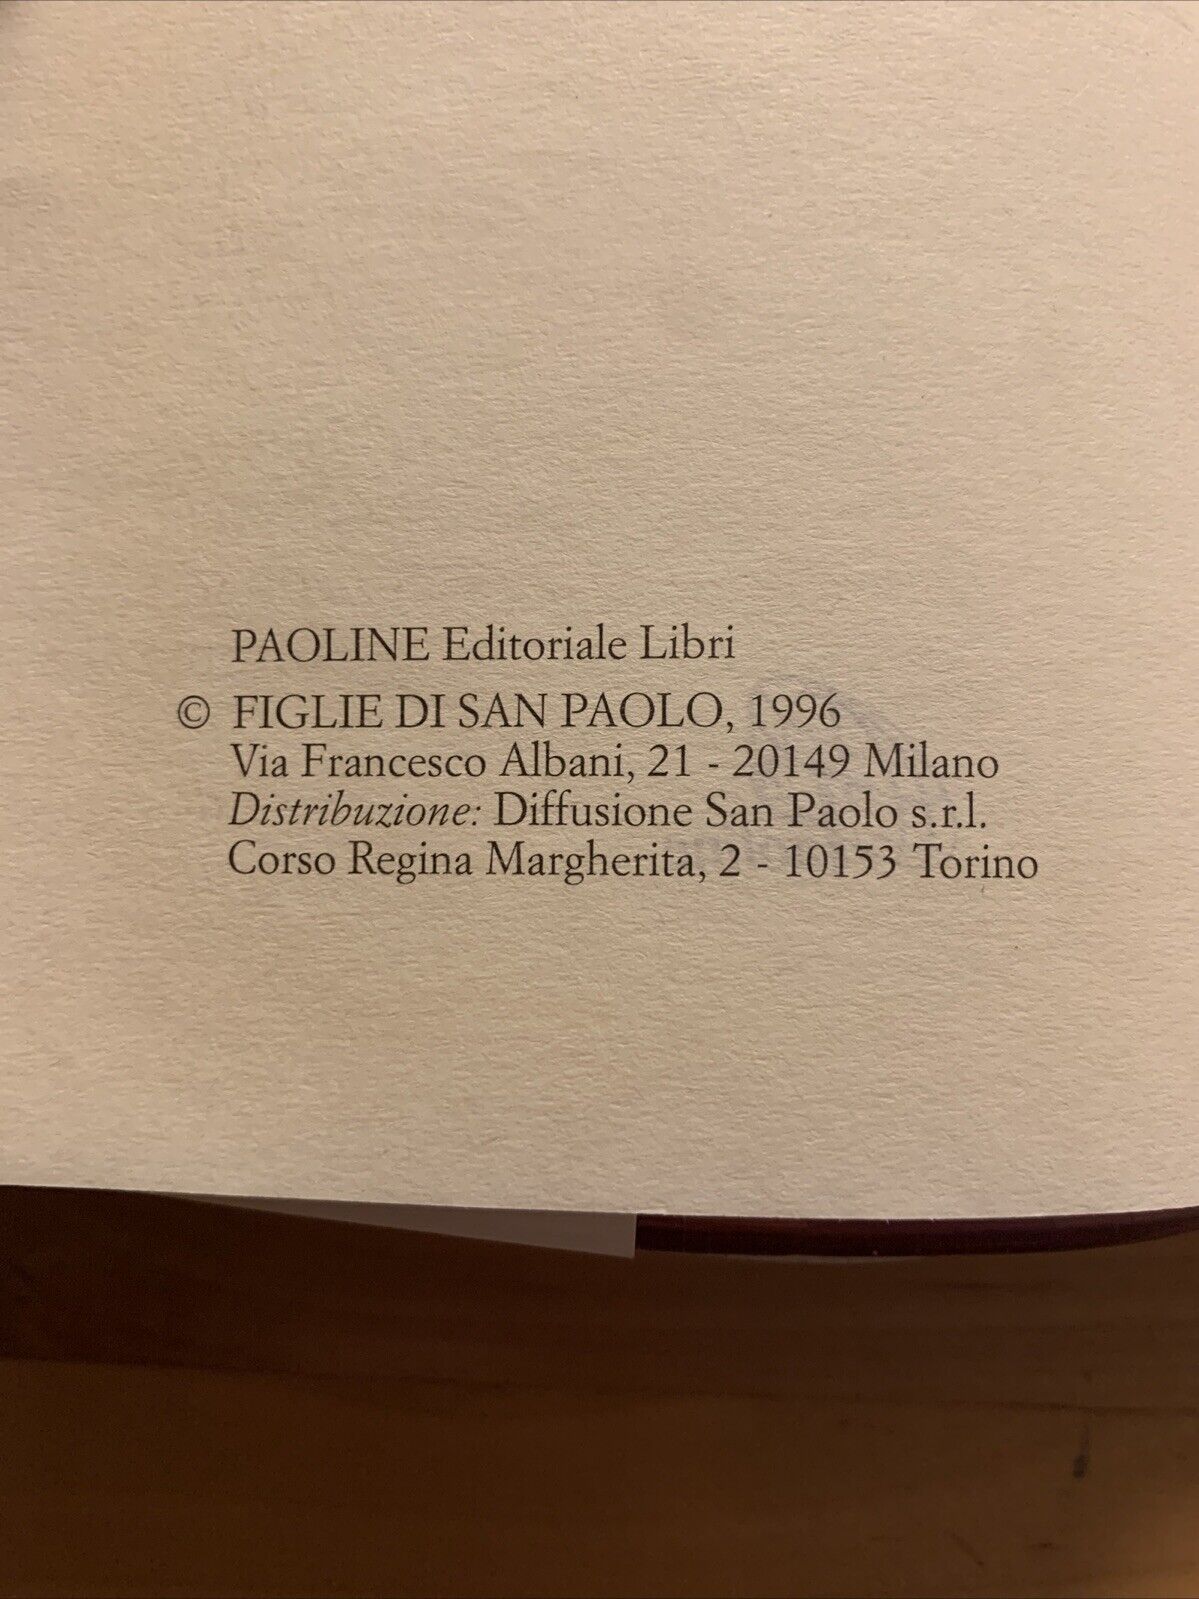 PAOLINE Editoriale Libri
© FIGLIE DI SAN PAOLO, 1996
Via Francesco Albani, 21 - 20149 Milano
Distribuzione: Diffusione San Paolo s.r.l.
Corso Regina Margherita, 2 - 10153 Torino